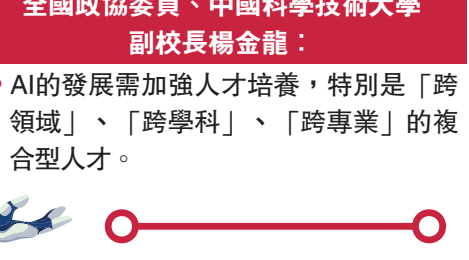 全國政協委員、中國科學技術大學
副校長楊金龍：
AI的發展需加強人才培養，特別是「跨
領域」、「跨學科」、「跨專業」的複
合型人才。